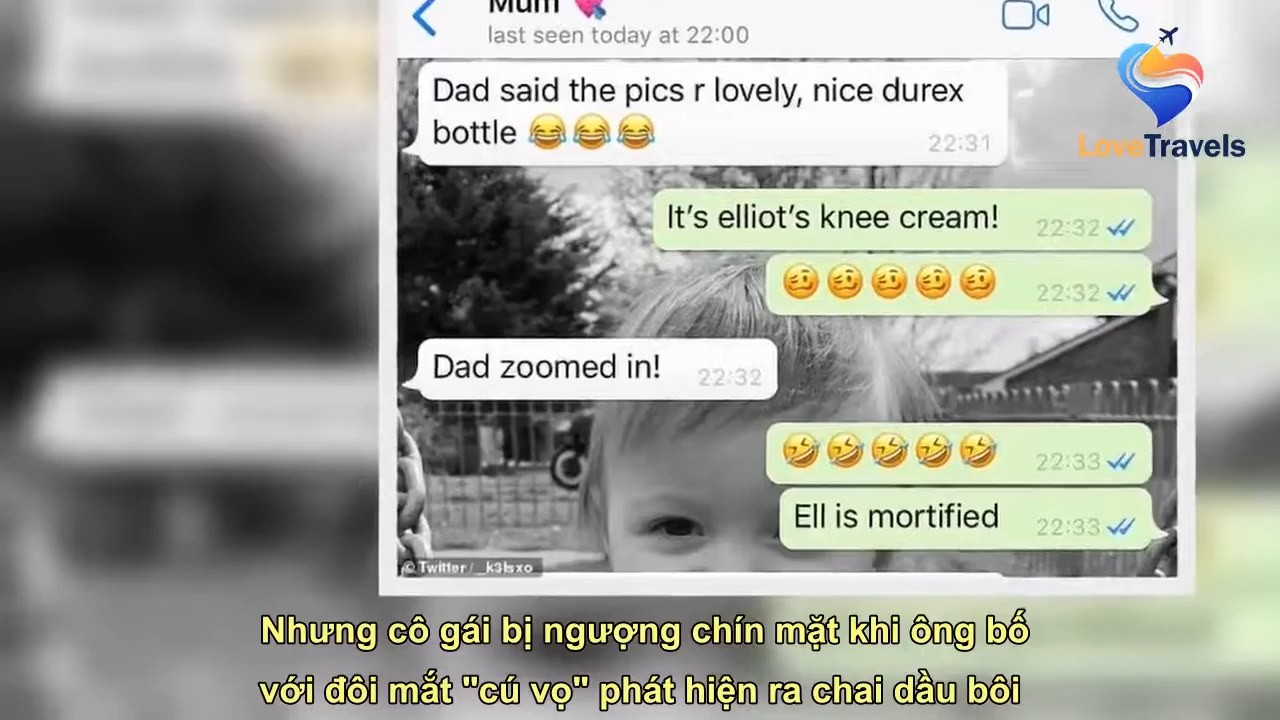 Mum 💘
last seen today at 22:00
LoveTravels
Dad said the pics r lovely, nice durex
bottle 😂😂😂
22:31
It's elliot's knee cream!
22:32
🥴🥴🥴🥴🥴
22:32
Dad zoomed in!
22:32
🤣🤣🤣🤣🤣
22:33
Ell is mortified
22:33
© Twitter / _k3lsxo
Nhưng cô gái bị ngượng chín mặt khi ông bố
với đôi mắt "cú vọ" phát hiện ra chai dầu bôi